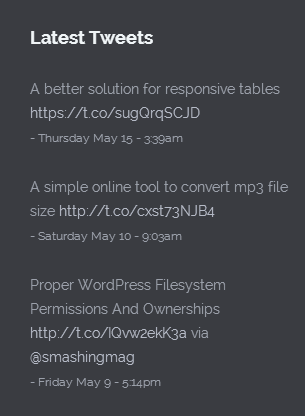 Latest Tweets
A better solution for responsive tables
https://t.co/sugQrqSCJD
- Thursday May 15 - 3:39am
A simple online tool to convert mp3 file
size http://t.co/cxst73NJB4
- Saturday May 10 - 9:03am
Proper WordPress Filesystem
Permissions And Ownerships
http://t.co/IQvw2ekK3a via
@smashingmag
- Friday May 9 - 5:14pm